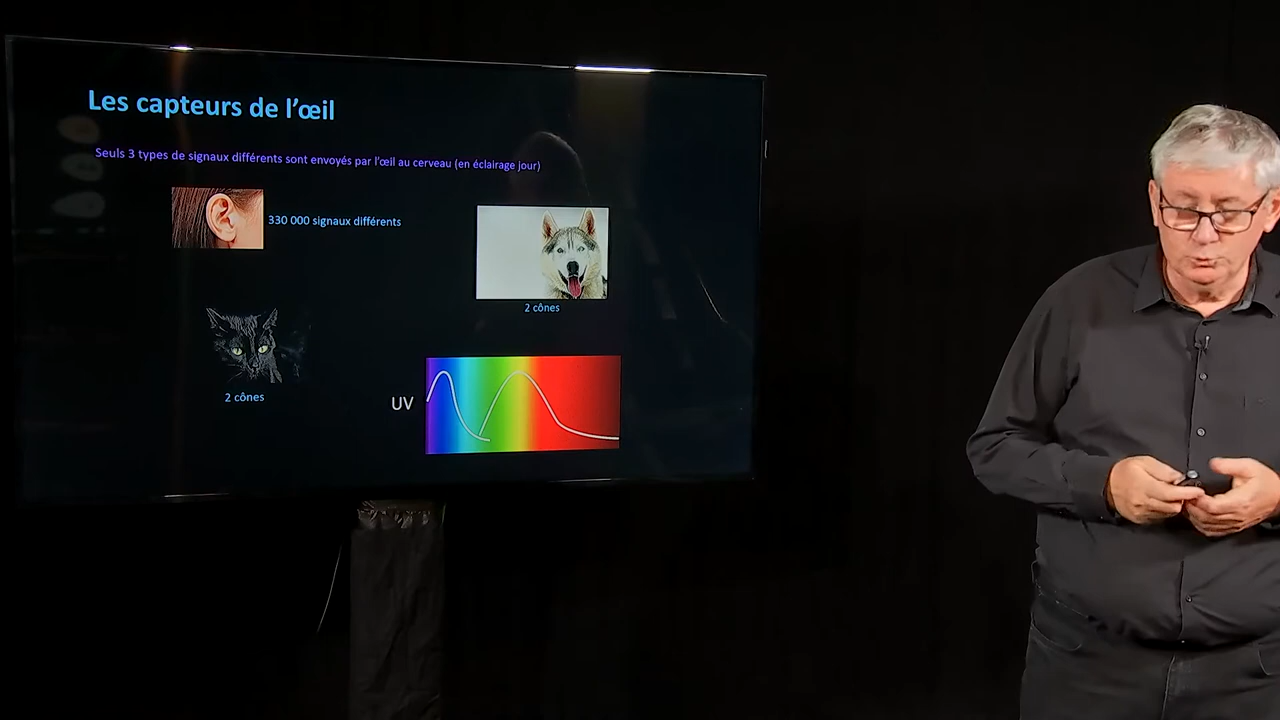 Les capteurs de l'œil
Seuls 3 types de signaux différents sont envoyés par l'œil au cerveau (en éclairage jour)
330 000 signaux différents
2 cônes
2 cônes
UV